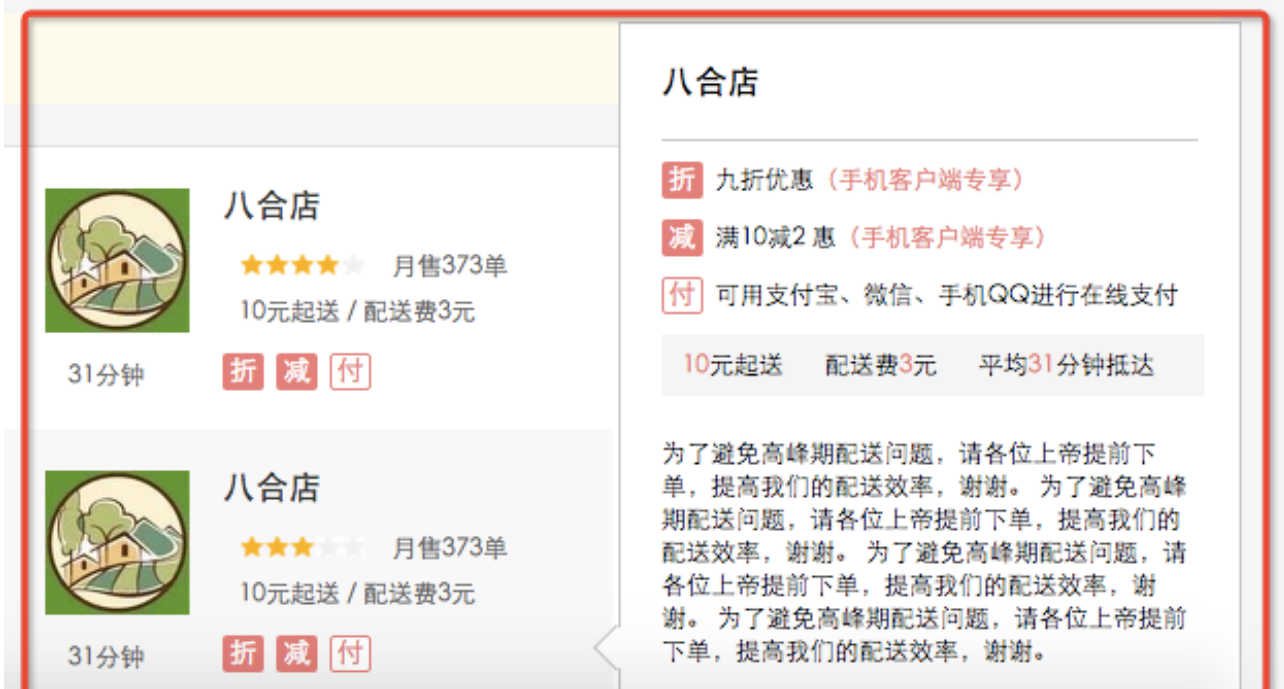 八合店
月售373单
10元起送 / 配送费3元
31分钟
折 减 付
八合店
月售373单
10元起送 / 配送费3元
31分钟
折 减 付
八合店
折 九折优惠（手机客户端专享）
减 满10减2 惠（手机客户端专享）
付 可用支付宝、微信、手机QQ进行在线支付
10元起送 配送费3元 平均31分钟抵达
为了避免高峰期配送问题，请各位上帝提前下
单，提高我们的配送效率，谢谢。 为了避免高峰
期配送问题，请各位上帝提前下单，提高我们的
配送效率，谢谢。 为了避免高峰期配送问题，请
各位上帝提前下单，提高我们的配送效率，谢
谢。 为了避免高峰期配送问题，请各位上帝提前
下单，提高我们的配送效率，谢谢。